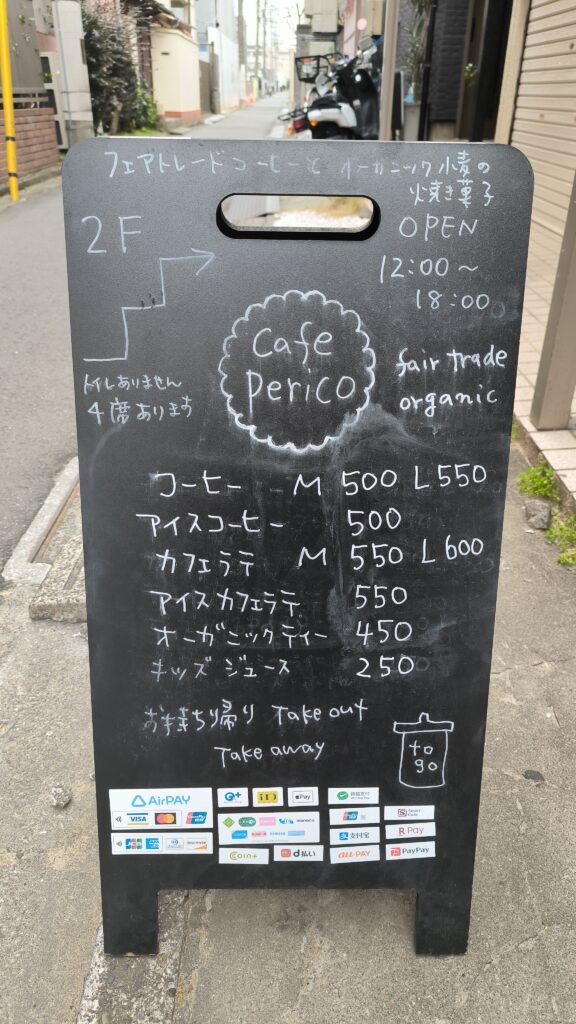 フェアトレードコーヒーと オーガニック小麦の
焼き菓子
2F
OPEN
12:00～
18:00
Cafe
perico
fair trade
organic
トイレありません
4席あります
コーヒー M 500 L 550
アイスコーヒー 500
カフェラテ M 550 L 600
アイスカフェラテ 550
オーガニックティー 450
キッズジュース 250
お持ち帰り Take out
Take away
to
go
AirPAY
VISA
iD
Pay
JCB
支付宝
R Pay
COIN+
d払い
au PAY
PayPay